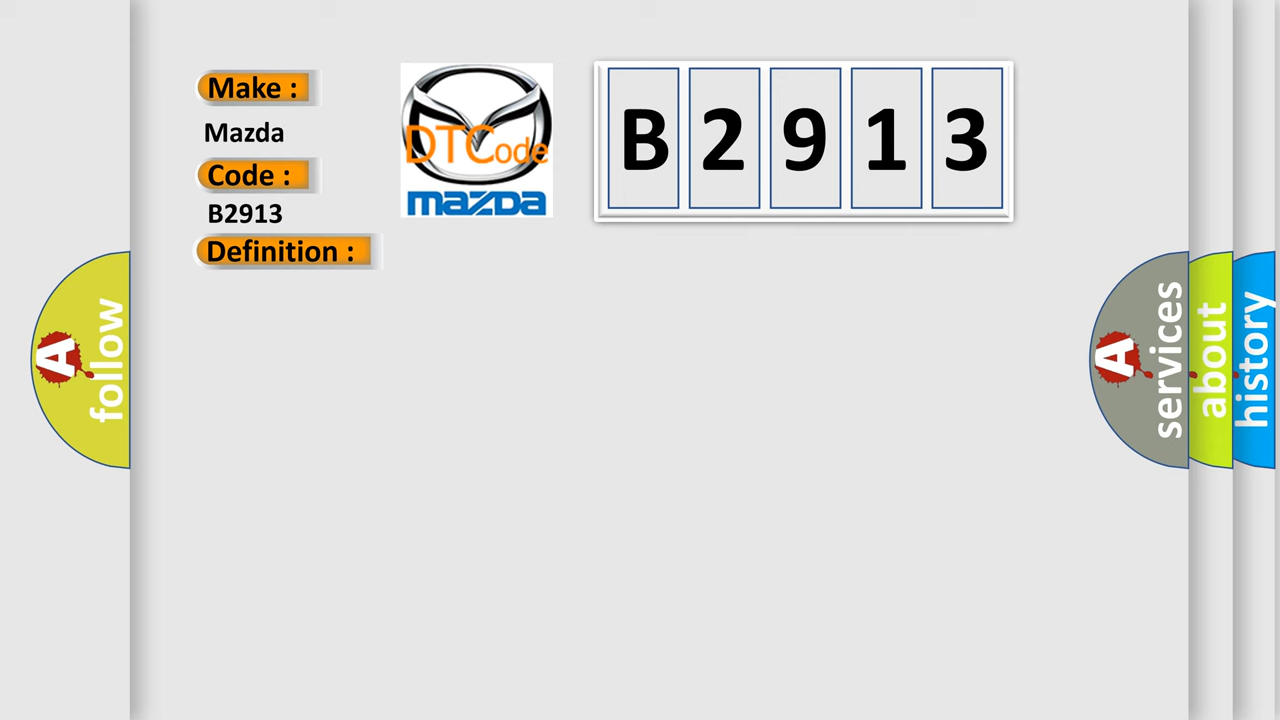 Make :
Mazda
Code :
B2913
Definition :
DTCode
mazda
B 2 9 1 3
A follow
A services
about
history